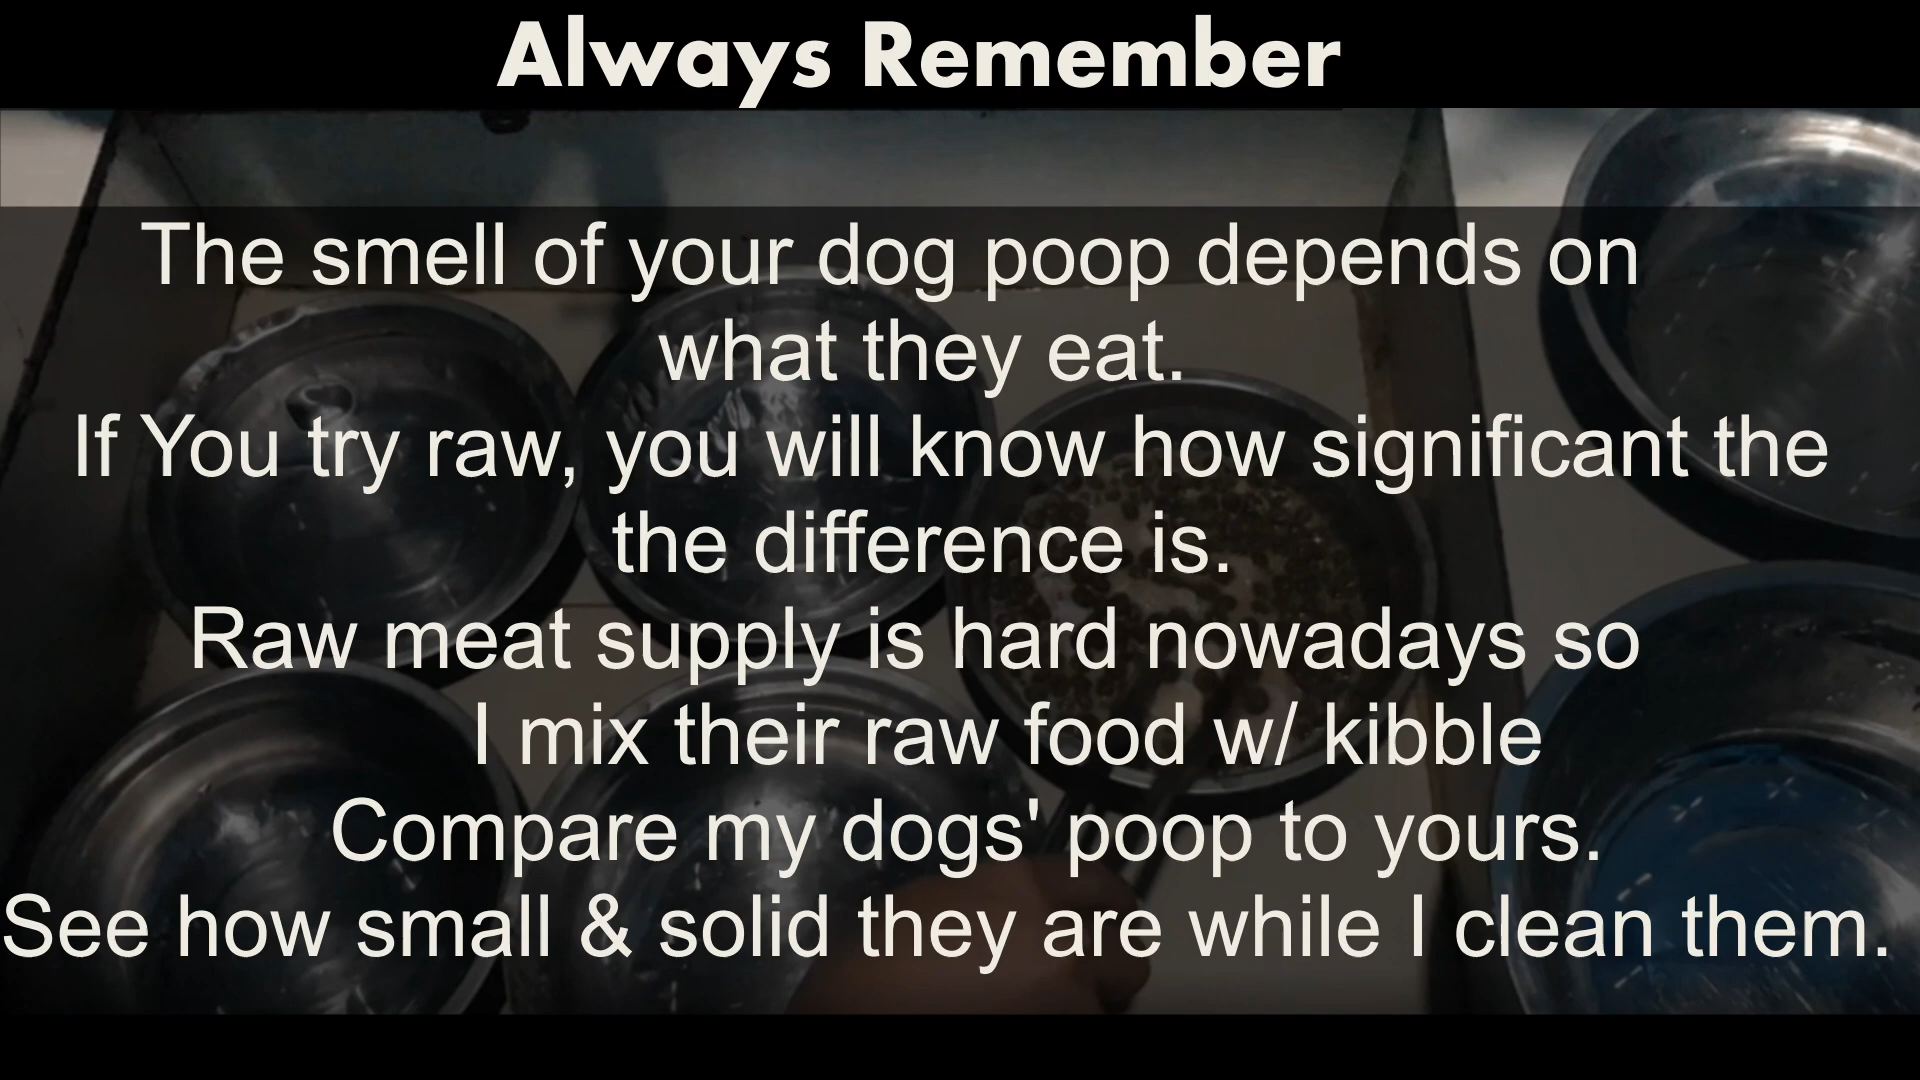 Always Remember
The smell of your dog poop depends on
what they eat.
If You try raw, you will know how significant the
the difference is.
Raw meat supply is hard nowadays so
I mix their raw food w/ kibble
Compare my dogs' poop to yours.
See how small & solid they are while I clean them.